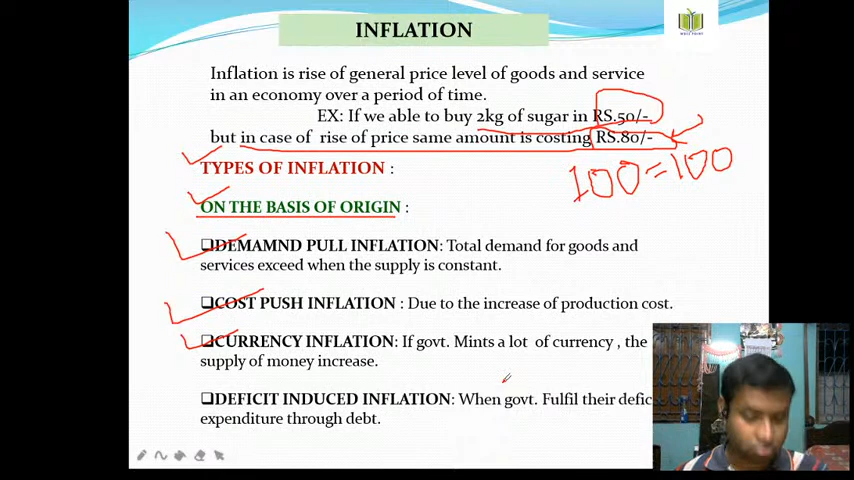 INFLATION
Inflation is rise of general price level of goods and service
in an economy over a period of time.
EX: If we able to buy 2kg of sugar in RS.50/-
but in case of rise of price same amount is costing RS.80/-
100=100
TYPES OF INFLATION :
ON THE BASIS OF ORIGIN :
❑DEMAMND PULL INFLATION: Total demand for goods and
services exceed when the supply is constant.
❑COST PUSH INFLATION : Due to the increase of production cost.
❑CURRENCY INFLATION: If govt. Mints a lot of currency , the
supply of money increase.
❑DEFICIT INDUCED INFLATION: When govt. Fulfil their defic
expenditure through debt.